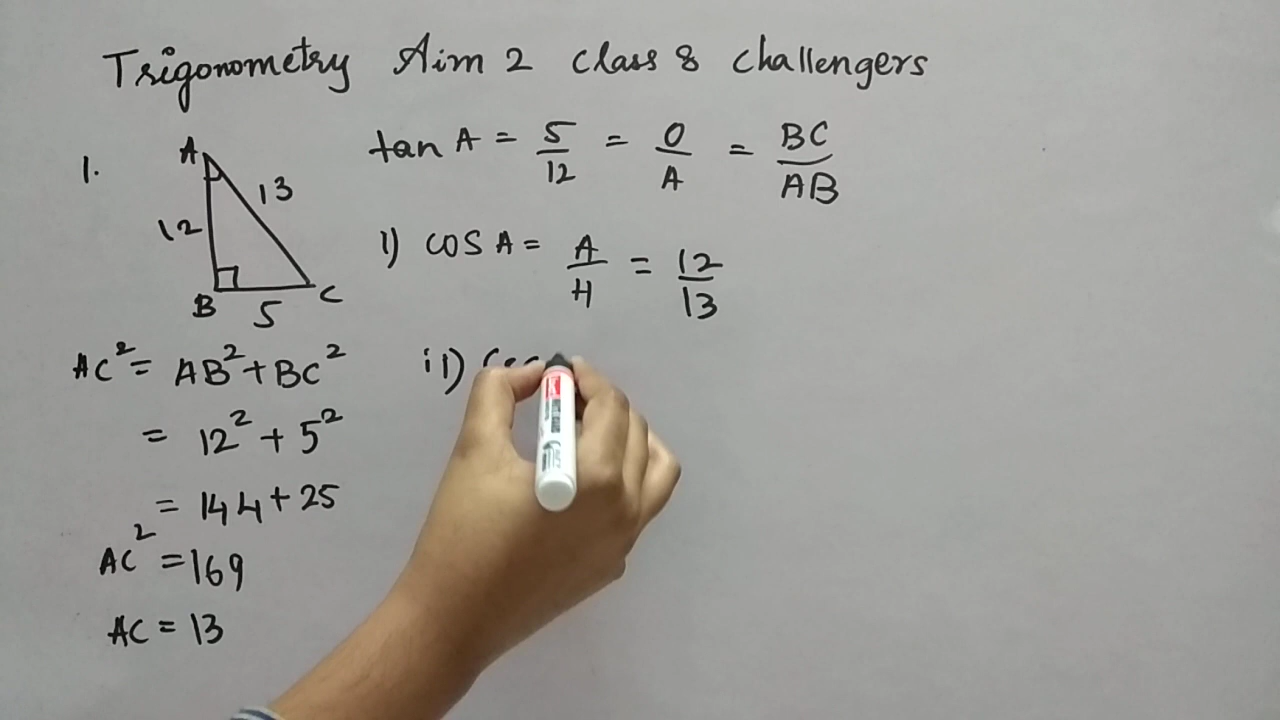 Trigonometry Aim 2 class 8 challengers
1.
A
12
13
B
5
C
tan A = 5/12 = O/A = BC/AB
1) cos A = A/H = 12/13
AC² = AB² + BC²
= 12² + 5²
= 144 + 25
AC² = 169
AC = 13
ii)